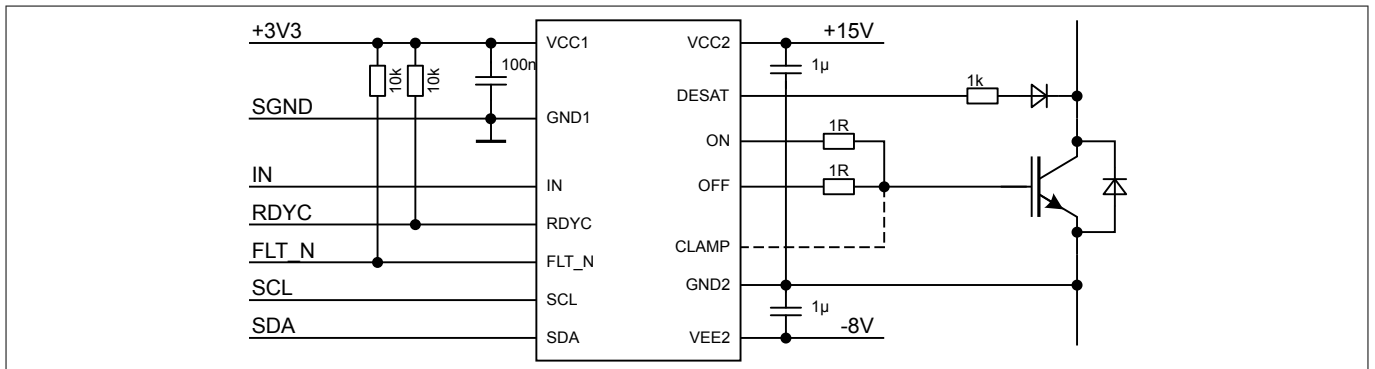 +3V3
10k
10k
100n
VCC1
VCC2
+15V
1µ
1k
DESAT
SGND
GND1
ON
1R
IN
IN
OFF
1R
RDYC
RDYC
CLAMP
FLT_N
FLT_N
GND2
SCL
SCL
1µ
SDA
SDA
VEE2
-8V